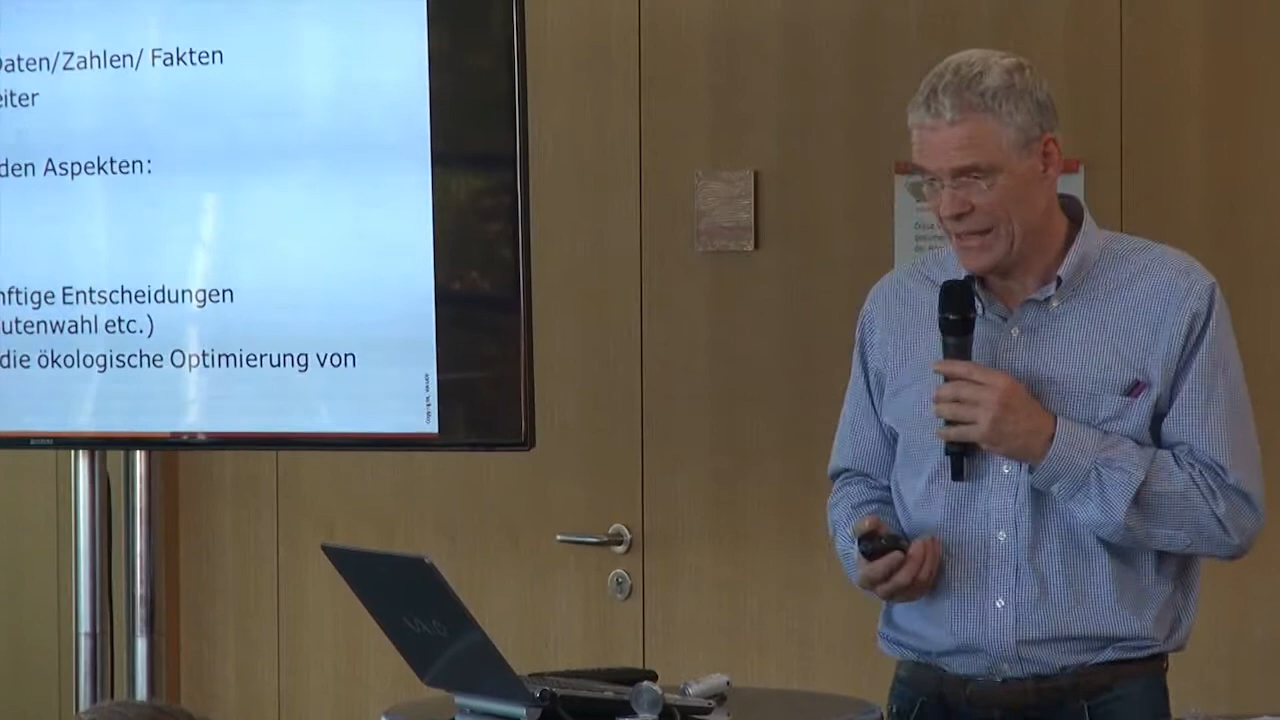 Daten/Zahlen/ Fakten
eiter
den Aspekten:
nftige Entscheidungen
utenwahl etc.)
die ökologische Optimierung von
VAIO